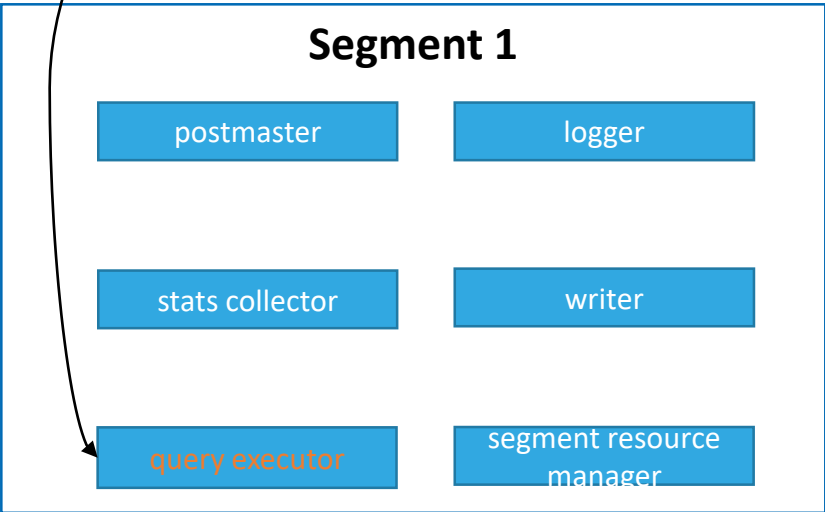 Segment 1
postmaster
logger
stats collector
writer
query executor
segment resource
manager